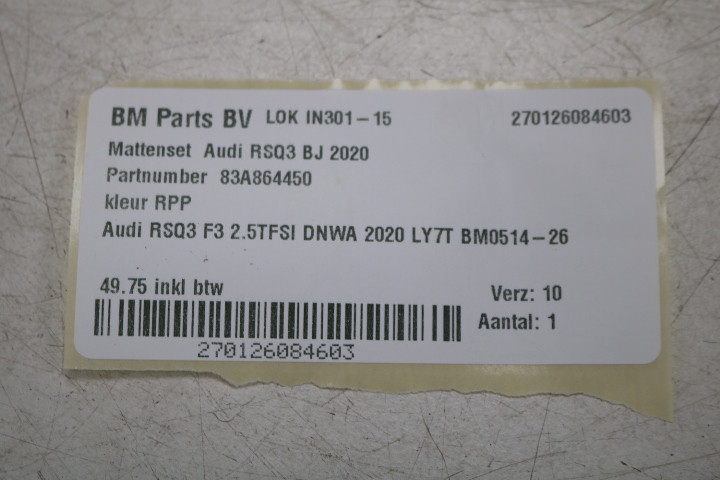 BM Parts BV LOK IN301-15 270126084603
Mattenset Audi RSQ3 BJ 2020
Partnumber 83A864450
kleur RPP
Audi RSQ3 F3 2.5TFSI DNWA 2020 LY7T BM0514-26
49.75 inkl btw Verz: 10
Aantal: 1
270126084603